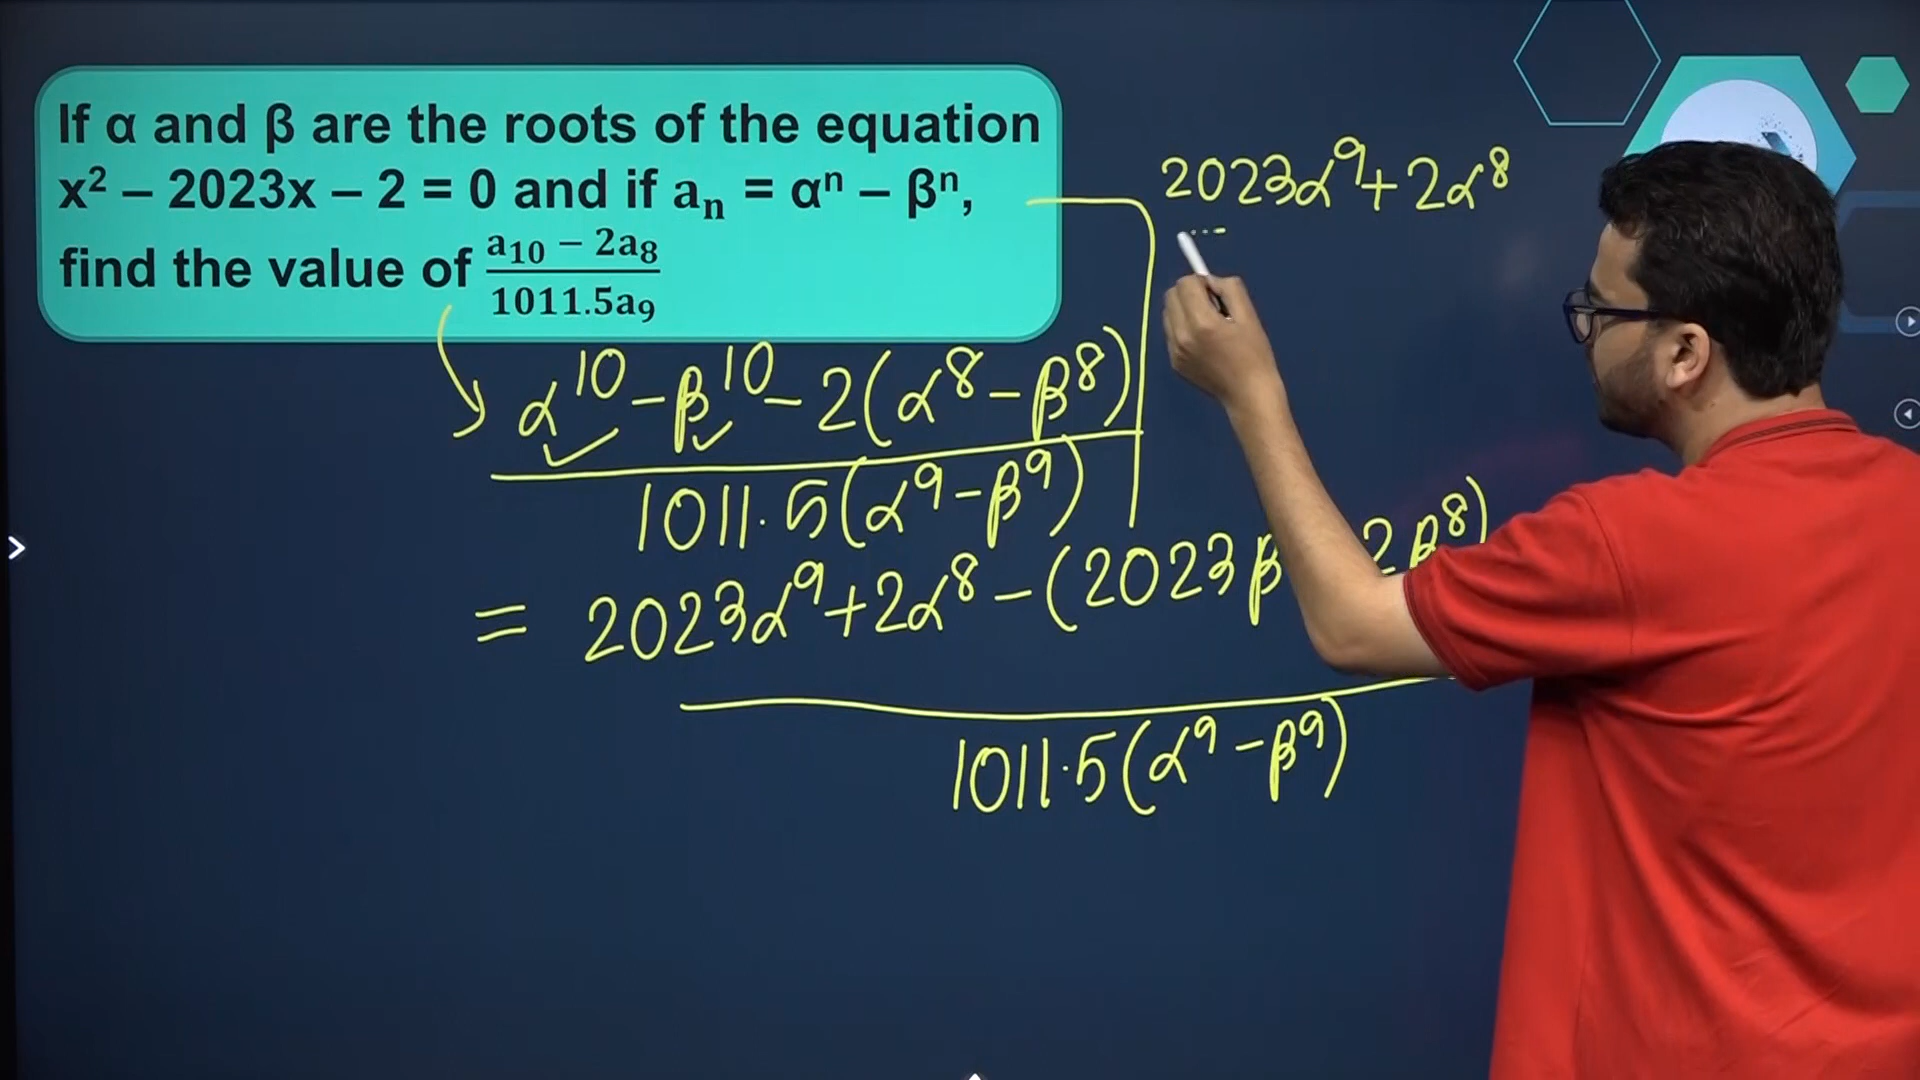 If α and β are the roots of the equation
x² – 2023x – 2 = 0 and if aₙ = αⁿ – βⁿ,
find the value of (a₁₀ − 2a₈)/(1011.5a₉)
2023α⁹+2α⁸
α¹⁰−β¹⁰−2(α⁸−β⁸)
1011.5(α⁹−β⁹)
= 2023α⁹+2α⁸−(2023β 2β⁸)
1011.5(α⁹−β⁹)